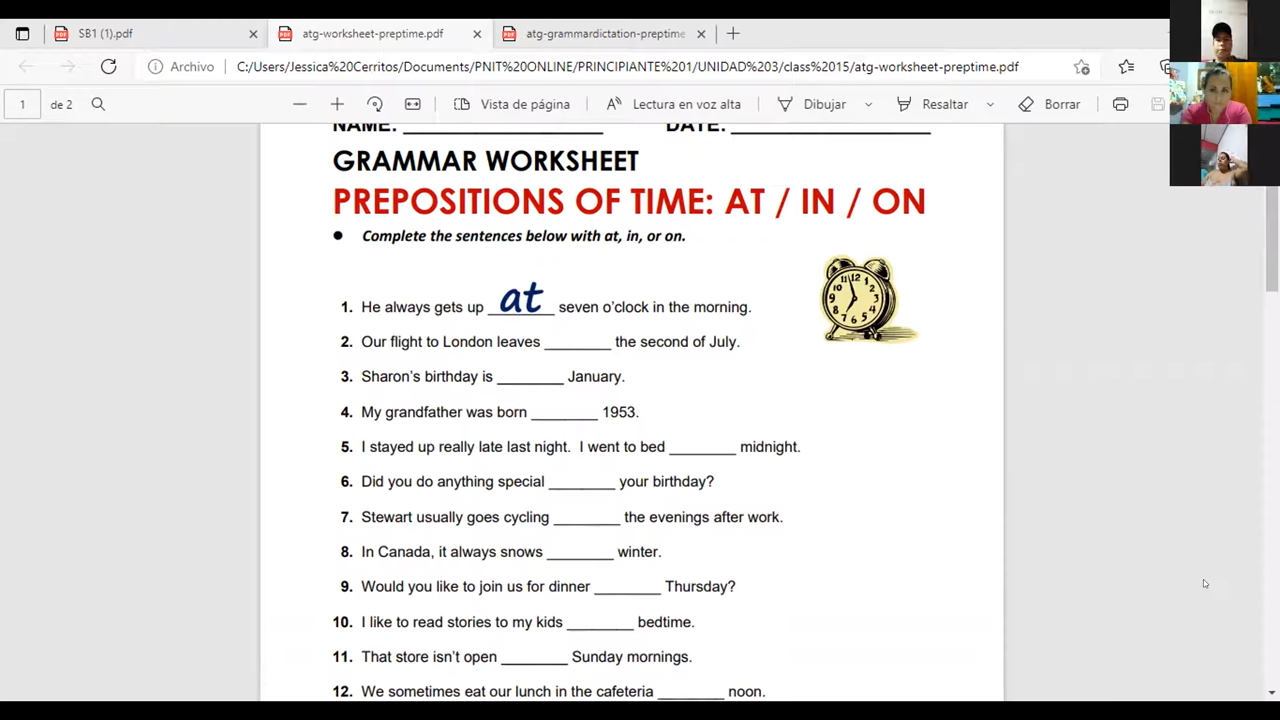 SB1 (1).pdf
atg-worksheet-preptime.pdf
atg-grammardictation-preptime
Archivo
C:/Users/Jessica%20Cerritos/Documents/PNIT%20ONLINE/PRINCIPIANTE%201/UNIDAD%203/class%2015/atg-worksheet-preptime.pdf
1 de 2
Vista de página
Lectura en voz alta
Dibujar
Resaltar
Borrar
NAME: ____________________ DATE: ____________________
GRAMMAR WORKSHEET
PREPOSITIONS OF TIME: AT / IN / ON
● Complete the sentences below with at, in, or on.
1. He always gets up at seven o'clock in the morning.
2. Our flight to London leaves ________ the second of July.
3. Sharon's birthday is ________ January.
4. My grandfather was born ________ 1953.
5. I stayed up really late last night. I went to bed ________ midnight.
6. Did you do anything special ________ your birthday?
7. Stewart usually goes cycling ________ the evenings after work.
8. In Canada, it always snows ________ winter.
9. Would you like to join us for dinner ________ Thursday?
10. I like to read stories to my kids ________ bedtime.
11. That store isn't open ________ Sunday mornings.
12. We sometimes eat our lunch in the cafeteria ________ noon.